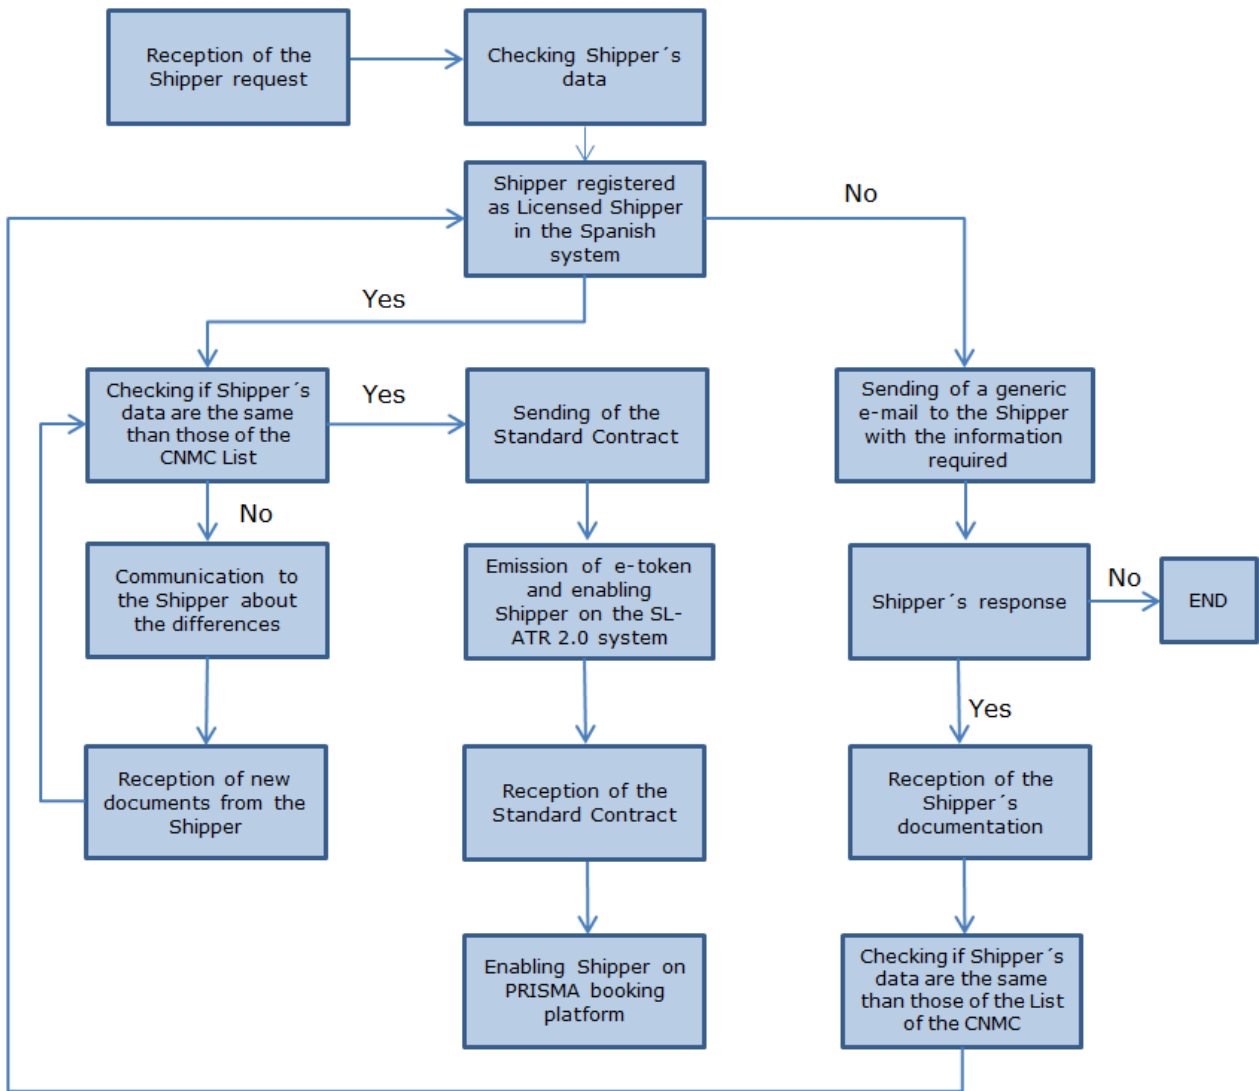 Reception of the
Shipper request
Checking Shipper´s
data
Shipper registered
as Licensed Shipper
in the Spanish
system
No
Yes
Checking if Shipper´s
data are the same
than those of the
CNMC List
Yes
Sending of the
Standard Contract
Sending of a generic
e-mail to the Shipper
with the information
required
No
Communication to
the Shipper about
the differences
Emission of e-token
and enabling
Shipper on the SL-
ATR 2.0 system
Shipper´s response
No
END
Yes
Reception of new
documents from the
Shipper
Reception of the
Standard Contract
Reception of the
Shipper´s
documentation
Enabling Shipper on
PRISMA booking
platform
Checking if Shipper´s
data are the same
than those of the List
of the CNMC